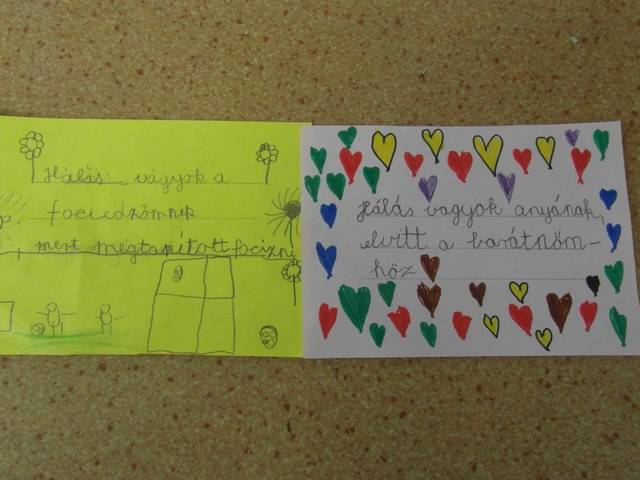 Hálás vagyok a
fociedzőmnek
mert megtanított focizni
Hálás vagyok anyának,
elvitt a barátnőm-
höz